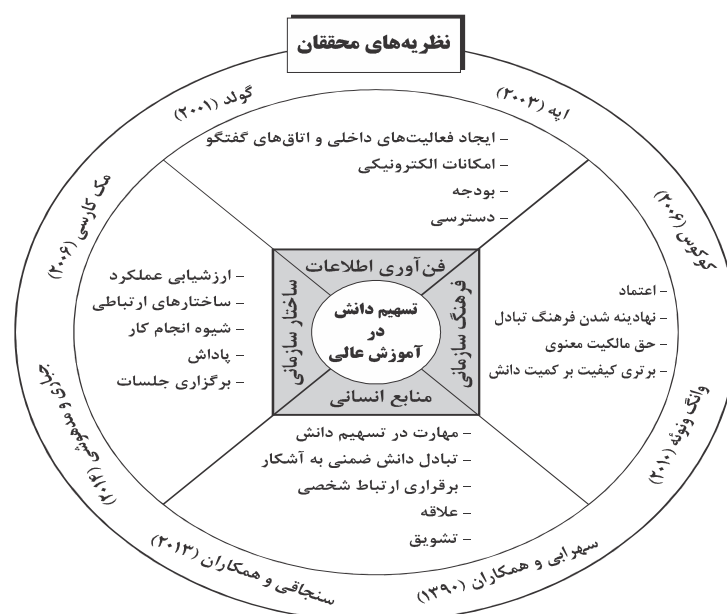 نظریه‌های محققان
اپه (۲۰۰۳)
گولد (۲۰۰۱)
کوکوس (۲۰۰۶)
مک کارسی (۲۰۰۶)
وانگ ونوئه (۲۰۱۰)
جباری و مدهوشی (۲۰۱۴)
سهرابی و همکاران (۱۳۹۰)
سنجاقی و همکاران (۲۰۱۳)
– ایجاد فعالیت‌های داخلی و اتاق‌های گفتگو
– امکانات الکترونیکی
– بودجه
– دسترسی
فن‌آوری اطلاعات
فرهنگ سازمانی
– اعتماد
– نهادینه شدن فرهنگ تبادل
– حق مالکیت معنوی
– برتری کیفیت بر کمیت دانش
تسهیم دانش
در
آموزش عالی
ساختار سازمانی
– ارزشیابی عملکرد
– ساختارهای ارتباطی
– شیوه انجام کار
– پاداش
– برگزاری جلسات
منابع انسانی
– مهارت در تسهیم دانش
– تبادل دانش ضمنی به آشکار
– برقراری ارتباط شخصی
– علاقه
– تشویق